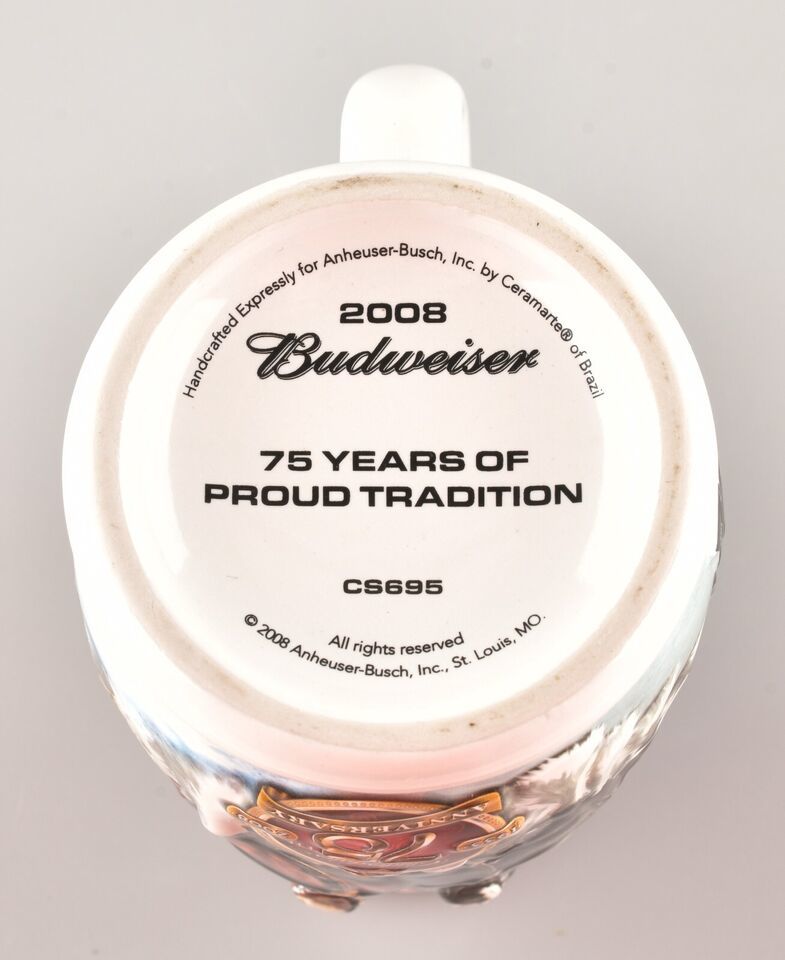 Handcrafted Expressly for Anheuser-Busch, Inc. by Ceramarte® of Brazil
2008
Budweiser
75 YEARS OF
PROUD TRADITION
CS695
All rights reserved
© 2008 Anheuser-Busch, Inc., St. Louis, MO.
ANNIVERSARY
75